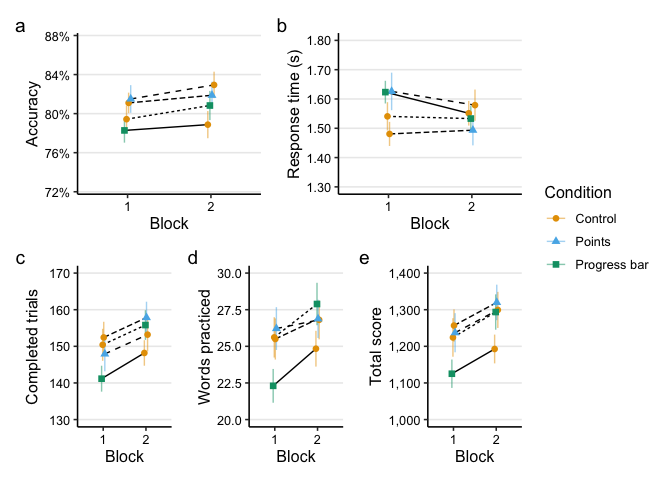 a
88%
84%
80%
76%
72%
Accuracy
1
2
Block
b
1.80
1.70
1.60
1.50
1.40
1.30
Response time (s)
1
2
Block
Condition
Control
Points
Progress bar
c
170
160
150
140
130
Completed trials
1
2
Block
d
30.0
27.5
25.0
22.5
20.0
Words practiced
1
2
Block
e
1,400
1,300
1,200
1,100
1,000
Total score
1
2
Block